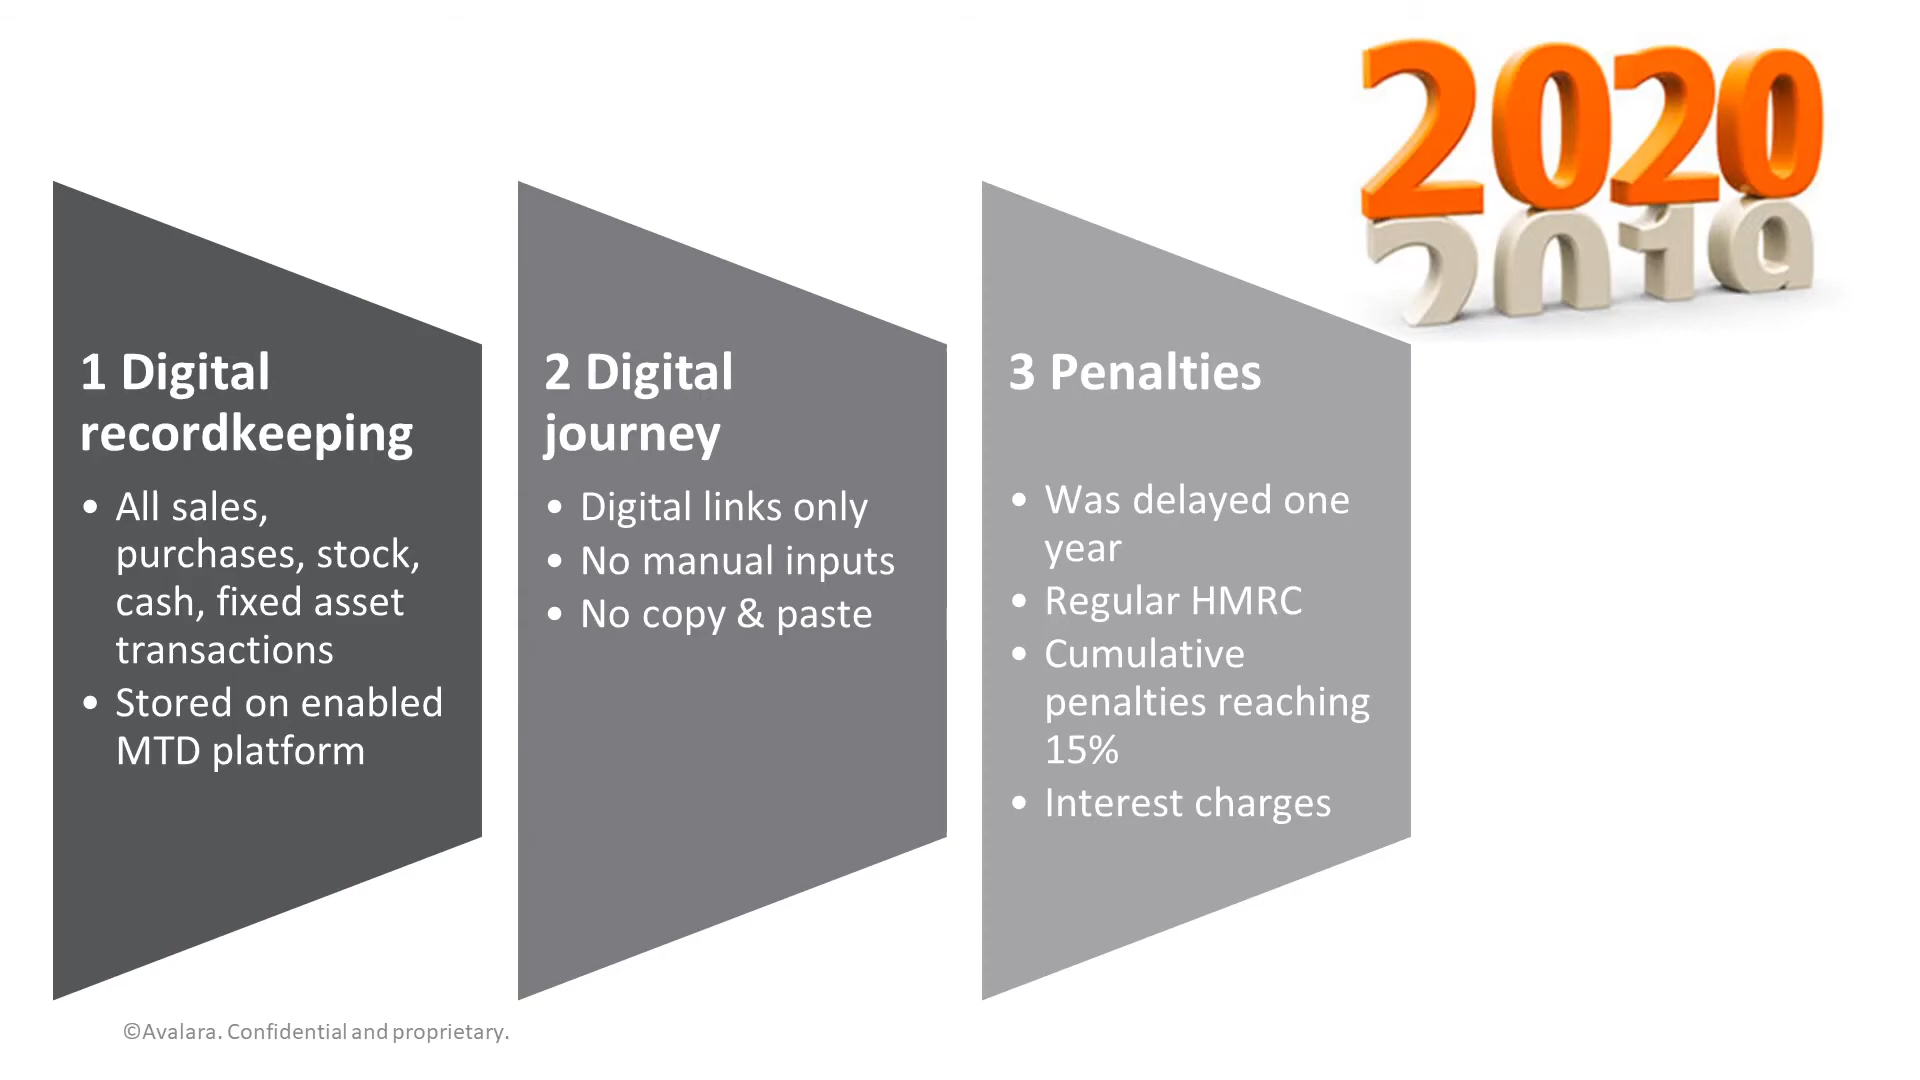 2020
2019
1 Digital
recordkeeping
• All sales,
purchases, stock,
cash, fixed asset
transactions
• Stored on enabled
MTD platform
2 Digital
journey
• Digital links only
• No manual inputs
• No copy & paste
3 Penalties
• Was delayed one
year
• Regular HMRC
• Cumulative
penalties reaching
15%
• Interest charges
©Avalara. Confidential and proprietary.